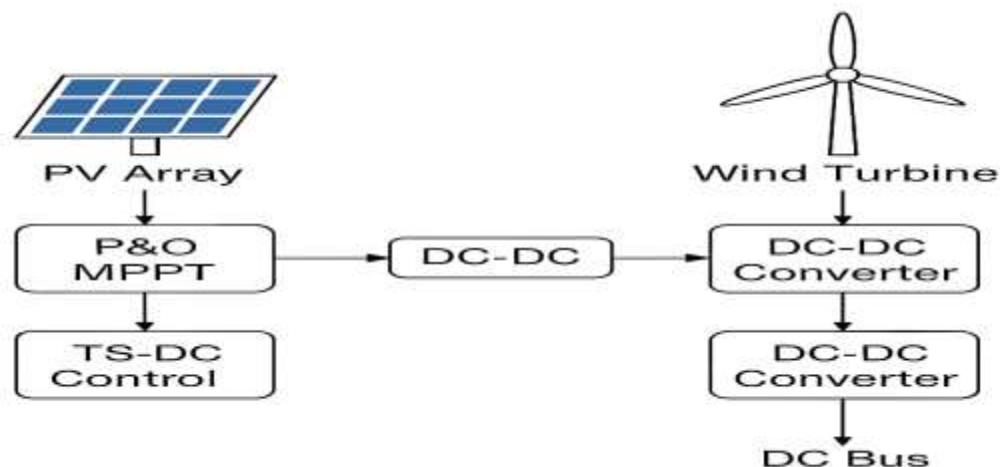 PV Array
Wind Turbine
P&O
MPPT
DC-DC
DC-DC
Converter
TS-DC
Control
DC-DC
Converter
DC Bus